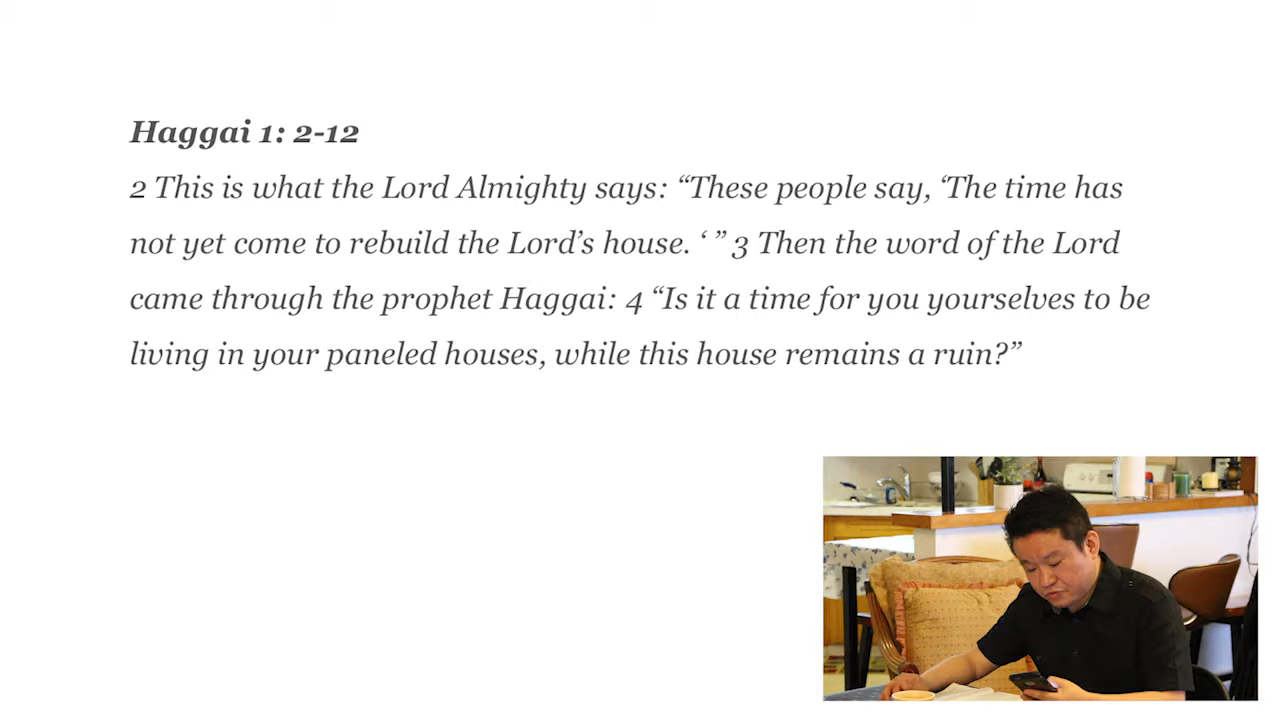 Haggai 1: 2-12
2 This is what the Lord Almighty says: “These people say, ‘The time has
not yet come to rebuild the Lord’s house. ‘ ” 3 Then the word of the Lord
came through the prophet Haggai: 4 “Is it a time for you yourselves to be
living in your paneled houses, while this house remains a ruin?”